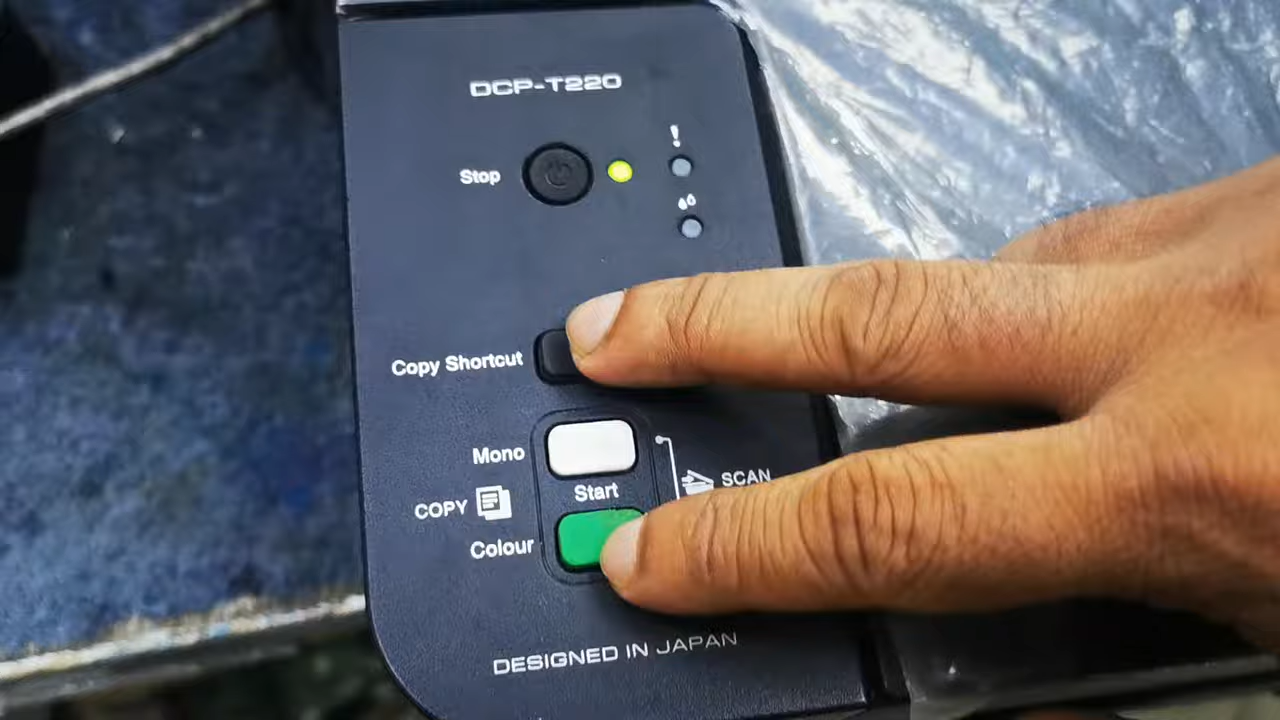 DCP-T220
Stop
!
Copy Shortcut
Mono
Start
SCAN
COPY
Colour
DESIGNED IN JAPAN